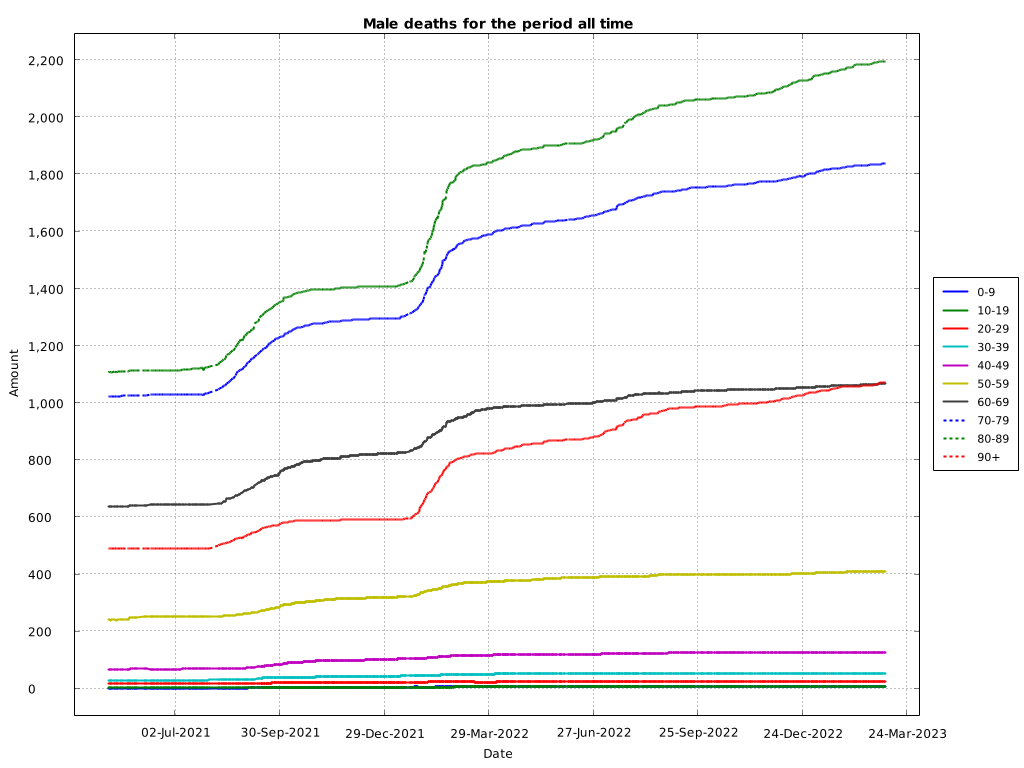 Male deaths for the period all time
2,200
2,000
1,800
1,600
1,400
1,200
1,000
800
600
400
200
0
Amount
02-Jul-2021
30-Sep-2021
29-Dec-2021
29-Mar-2022
27-Jun-2022
25-Sep-2022
24-Dec-2022
24-Mar-2023
Date
0-9
10-19
20-29
30-39
40-49
50-59
60-69
70-79
80-89
90+